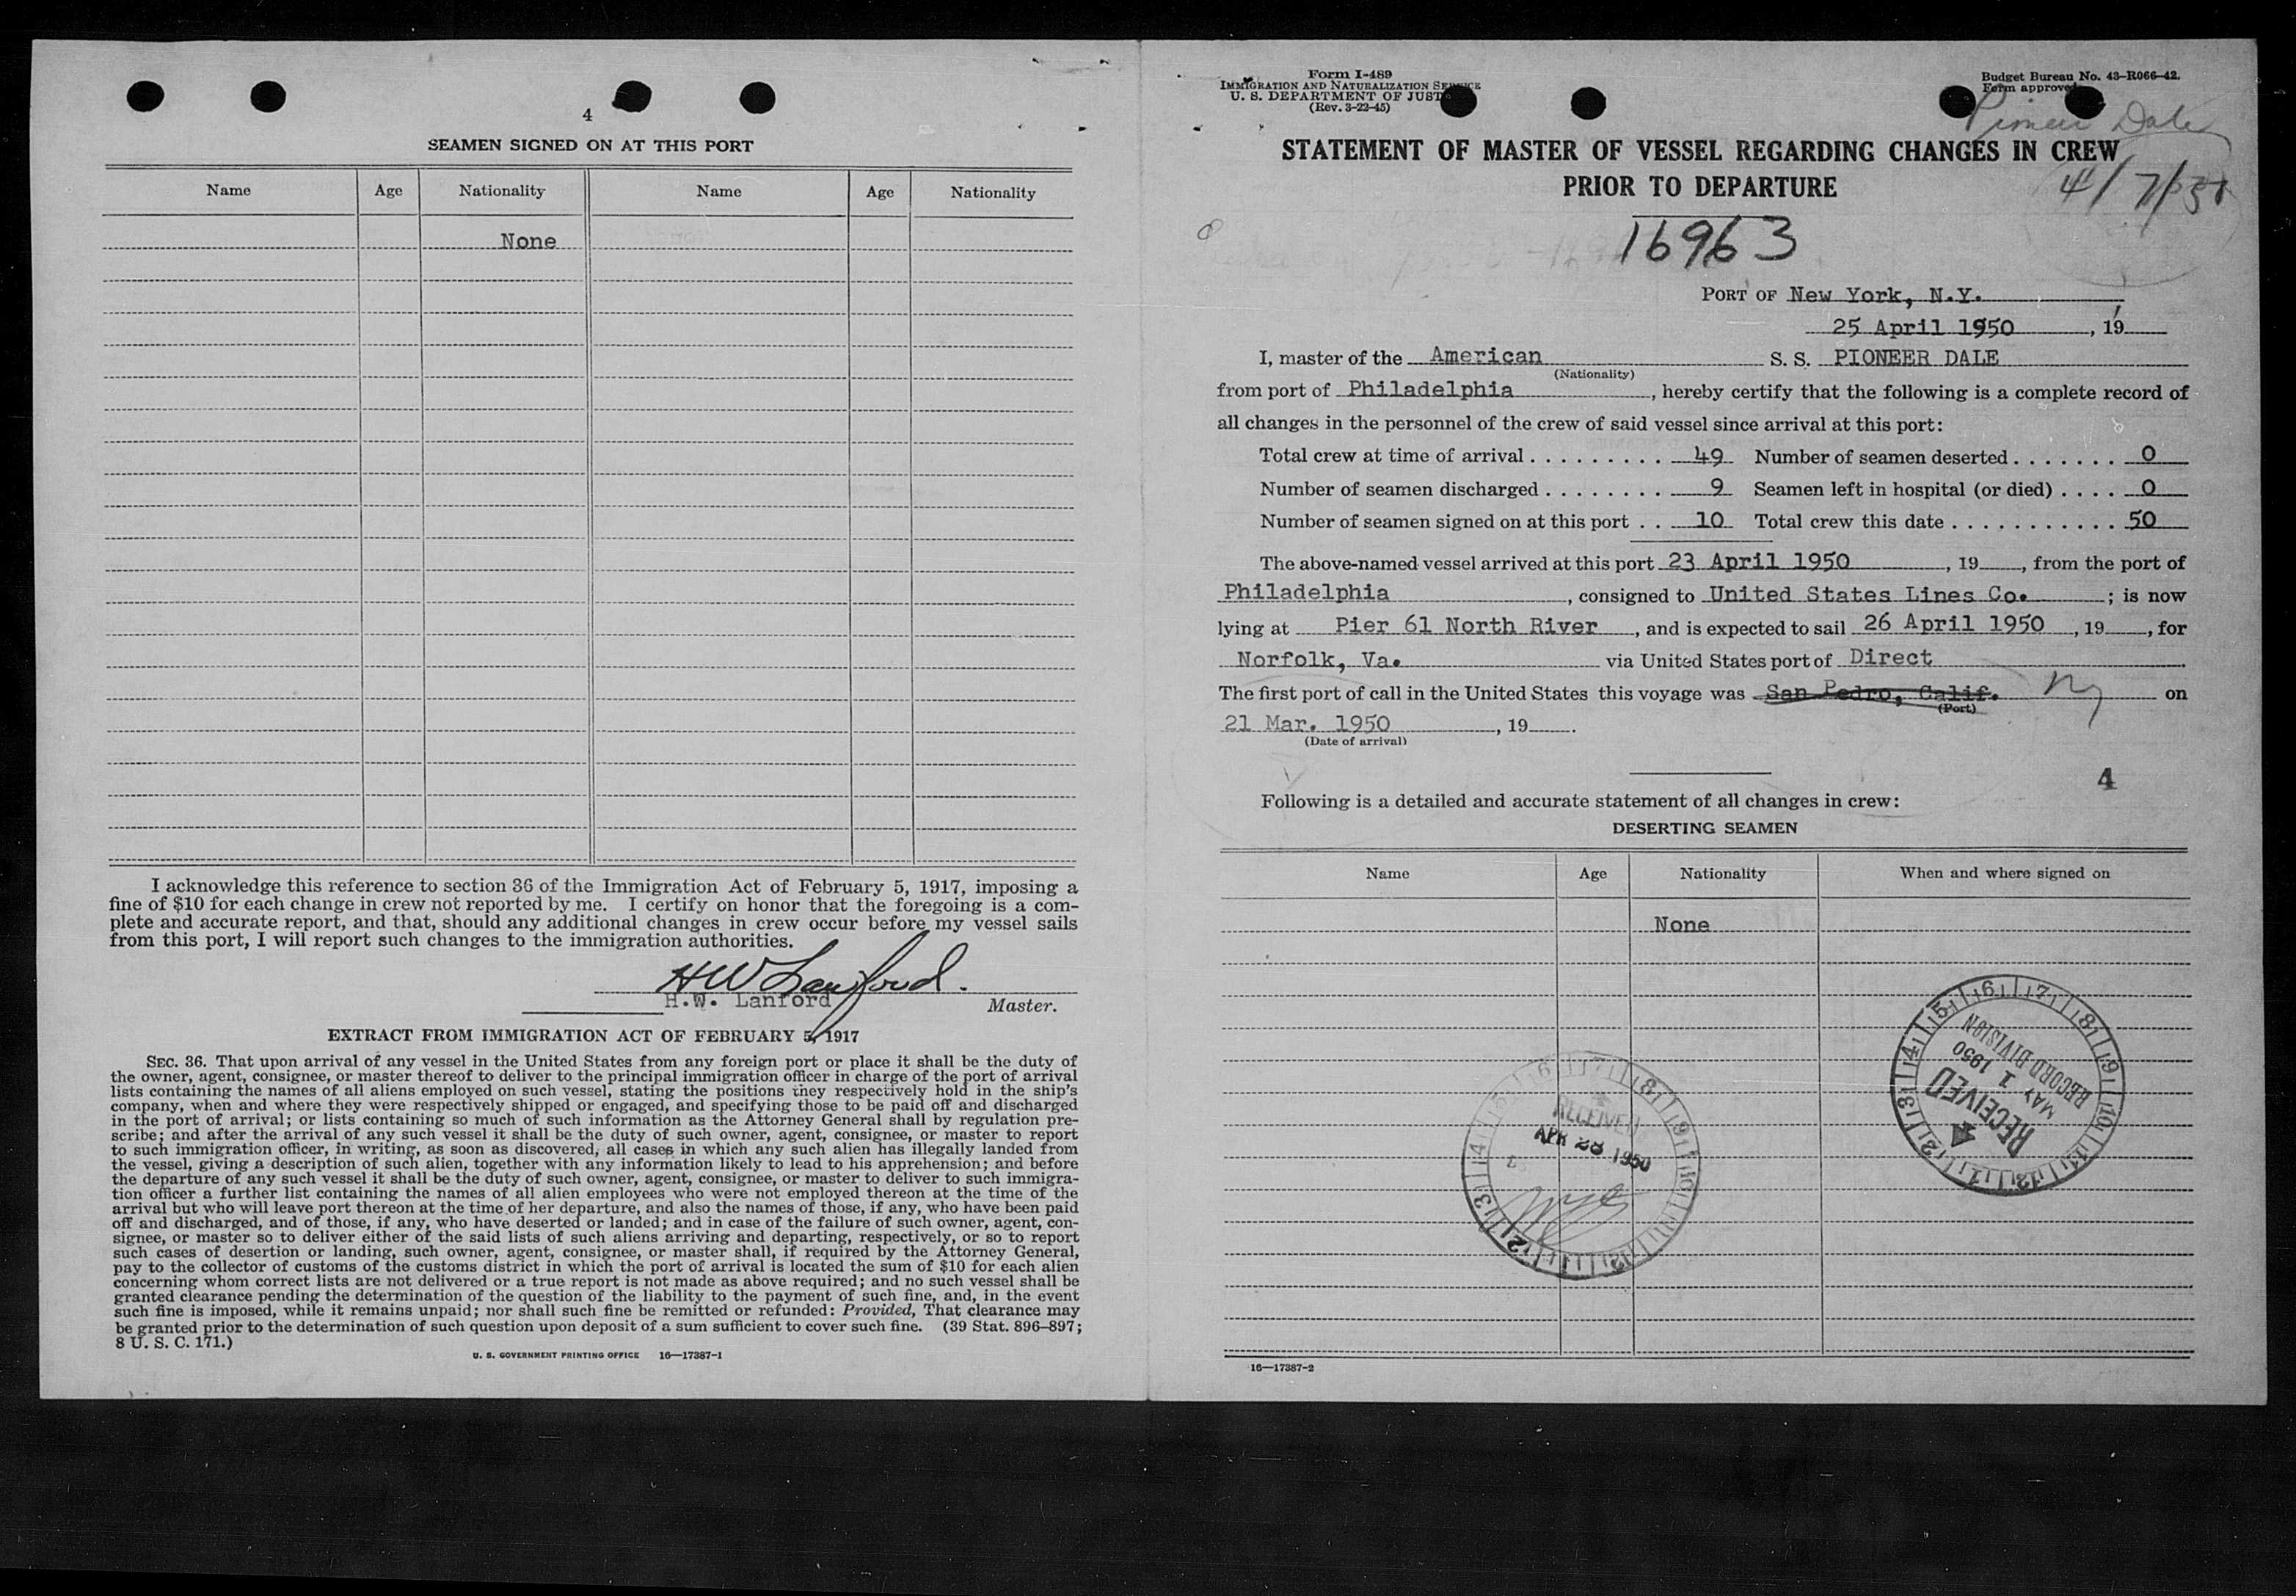 4
SEAMEN SIGNED ON AT THIS PORT
Name Age Nationality Name Age Nationality
None
I acknowledge this reference to section 36 of the Immigration Act of February 5, 1917, imposing a
fine of $10 for each change in crew not reported by me. I certify on honor that the foregoing is a com-
plete and accurate report, and that, should any additional changes in crew occur before my vessel sails
from this port, I will report such changes to the immigration authorities.
HW Lanford.
H.W. Lanford Master.
EXTRACT FROM IMMIGRATION ACT OF FEBRUARY 5, 1917
SEC. 36. That upon arrival of any vessel in the United States from any foreign port or place it shall be the duty of
the owner, agent, consignee, or master thereof to deliver to the principal immigration officer in charge of the port of arrival
lists containing the names of all aliens employed on such vessel, stating the positions they respectively hold in the ship's
company, when and where they were respectively shipped or engaged, and specifying those to be paid off and discharged
in the port of arrival; or lists containing so much of such information as the Attorney General shall by regulation pre-
scribe; and after the arrival of any such vessel it shall be the duty of such owner, agent, consignee, or master to report
to such immigration officer, in writing, as soon as discovered, all cases in which any such alien has illegally landed from
the vessel, giving a description of such alien, together with any information likely to lead to his apprehension; and before
the departure of any such vessel it shall be the duty of such owner, agent, consignee, or master to deliver to such immigra-
tion officer a further list containing the names of all alien employees who were not employed thereon at the time of the
arrival but who will leave port thereon at the time of her departure, and also the names of those, if any, who have been paid
off and discharged, and of those, if any, who have deserted or landed; and in case of the failure of such owner, agent, con-
signee, or master so to deliver either of the said lists of such aliens arriving and departing, respectively, or so to report
such cases of desertion or landing, such owner, agent, consignee, or master shall, if required by the Attorney General,
pay to the collector of customs of the customs district in which the port of arrival is located the sum of $10 for each alien
concerning whom correct lists are not delivered or a true report is not made as above required; and no such vessel shall be
granted clearance pending the determination of the question of the liability to the payment of such fine, and, in the event
such fine is imposed, while it remains unpaid; nor shall such fine be remitted or refunded: Provided, That clearance may
be granted prior to the determination of such question upon deposit of a sum sufficient to cover such fine. (39 Stat. 896–897;
8 U. S. C. 171.)
U. S. GOVERNMENT PRINTING OFFICE 16—17387-1
Form I-489
IMMIGRATION AND NATURALIZATION SERVICE
U. S. DEPARTMENT OF JUST
(Rev. 3-22-45)
Budget Bureau No. 43-R066-42.
Form approved
Pioneer Dale
STATEMENT OF MASTER OF VESSEL REGARDING CHANGES IN CREW
PRIOR TO DEPARTURE
4/7/50
16963
PORT OF New York, N.Y.
25 April 1950, 19
I, master of the American S. S. PIONEER DALE
(Nationality)
from port of Philadelphia, hereby certify that the following is a complete record of
all changes in the personnel of the crew of said vessel since arrival at this port:
Total crew at time of arrival . . . . . . . . . 49 Number of seamen deserted . . . . . . . 0
Number of seamen discharged . . . . . . . . 9 Seamen left in hospital (or died) . . . . 0
Number of seamen signed on at this port . . 10 Total crew this date . . . . . . . . . . . 50
The above-named vessel arrived at this port 23 April 1950, 19, from the port of
Philadelphia, consigned to United States Lines Co.; is now
lying at Pier 61 North River, and is expected to sail 26 April 1950, 19, for
Norfolk, Va. via United States port of Direct
The first port of call in the United States this voyage was San Pedro, Calif. Ny on
(Port)
21 Mar. 1950, 19.
(Date of arrival)
4
Following is a detailed and accurate statement of all changes in crew:
DESERTING SEAMEN
Name Age Nationality When and where signed on
None
RECEIVED
MAY 1 1950
RECORD DIVISION
RECEIVED
APR 28 1950
16—17387-2